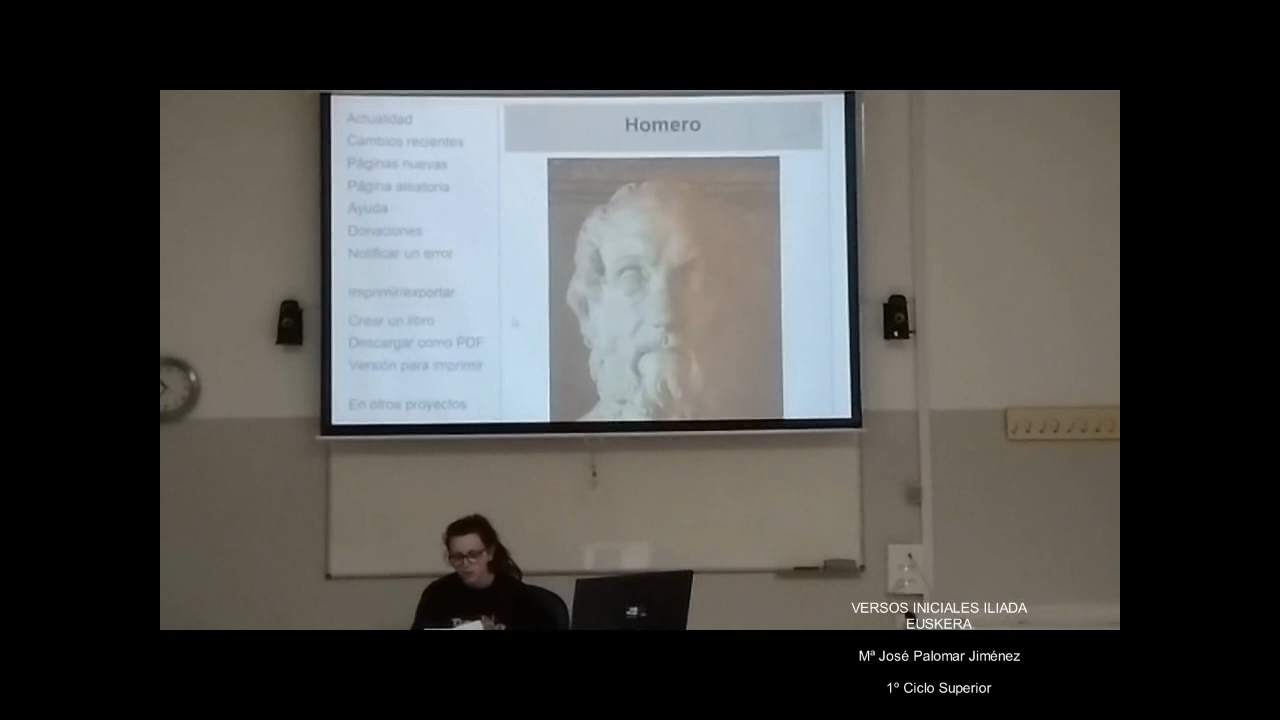 Actualidad
Cambios recientes
Páginas nuevas
Página aleatoria
Ayuda
Donaciones
Notificar un error
Imprimir/exportar
Crear un libro
Descargar como PDF
Versión para imprimir
En otros proyectos
Homero
VERSOS INICIALES ILIADA
EUSKERA
Mª José Palomar Jiménez
1º Ciclo Superior